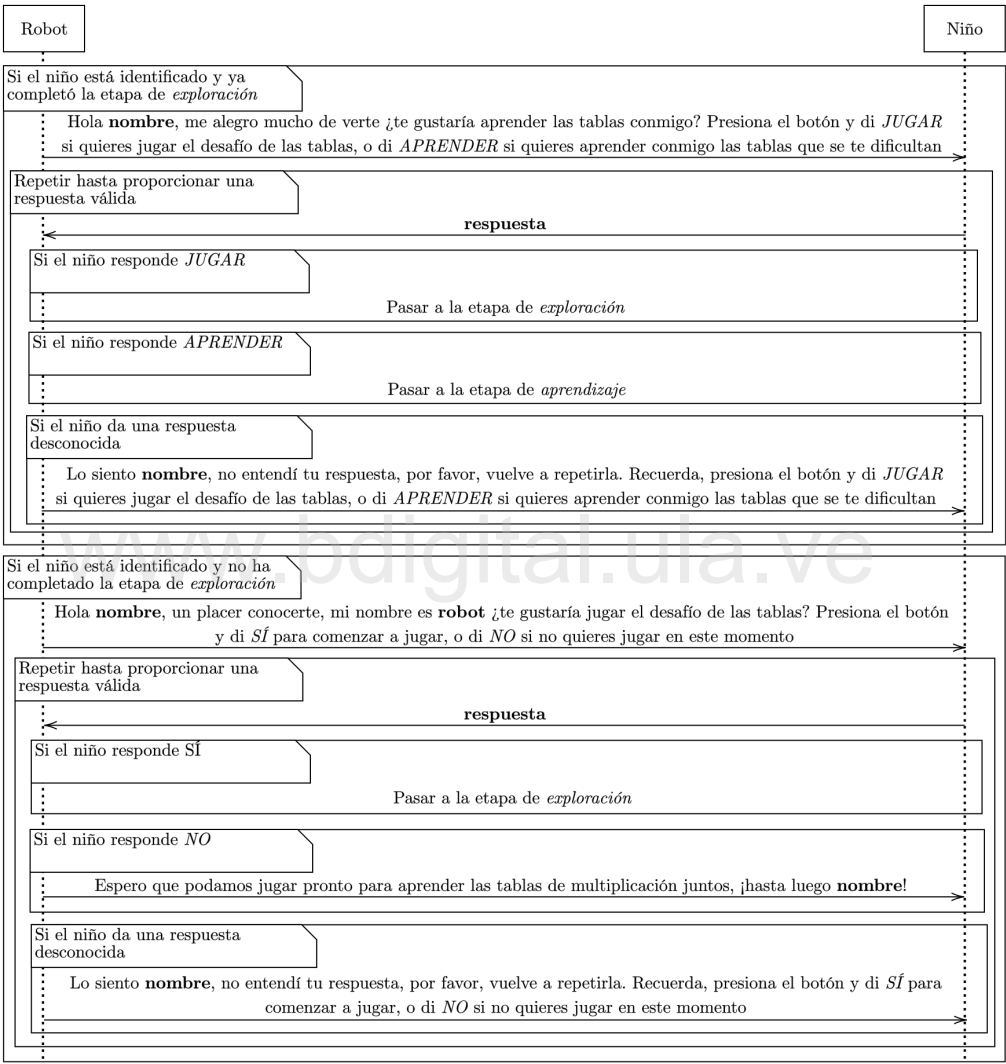 Robot
Niño
Si el niño está identificado y ya
completó la etapa de exploración
Hola nombre, me alegro mucho de verte ¿te gustaría aprender las tablas conmigo? Presiona el botón y di JUGAR
si quieres jugar el desafío de las tablas, o di APRENDER si quieres aprender conmigo las tablas que se te dificultan
Repetir hasta proporcionar una
respuesta válida
respuesta
Si el niño responde JUGAR
Pasar a la etapa de exploración
Si el niño responde APRENDER
Pasar a la etapa de aprendizaje
Si el niño da una respuesta
desconocida
Lo siento nombre, no entendí tu respuesta, por favor, vuelve a repetirla. Recuerda, presiona el botón y di JUGAR
si quieres jugar el desafío de las tablas, o di APRENDER si quieres aprender conmigo las tablas que se te dificultan
www.bdigital.ula.ve
Si el niño está identificado y no ha
completado la etapa de exploración
Hola nombre, un placer conocerte, mi nombre es robot ¿te gustaría jugar el desafío de las tablas? Presiona el botón
y di SÍ para comenzar a jugar, o di NO si no quieres jugar en este momento
Repetir hasta proporcionar una
respuesta válida
respuesta
Si el niño responde SÍ
Pasar a la etapa de exploración
Si el niño responde NO
Espero que podamos jugar pronto para aprender las tablas de multiplicación juntos, ¡hasta luego nombre!
Si el niño da una respuesta
desconocida
Lo siento nombre, no entendí tu respuesta, por favor, vuelve a repetirla. Recuerda, presiona el botón y di SÍ para
comenzar a jugar, o di NO si no quieres jugar en este momento